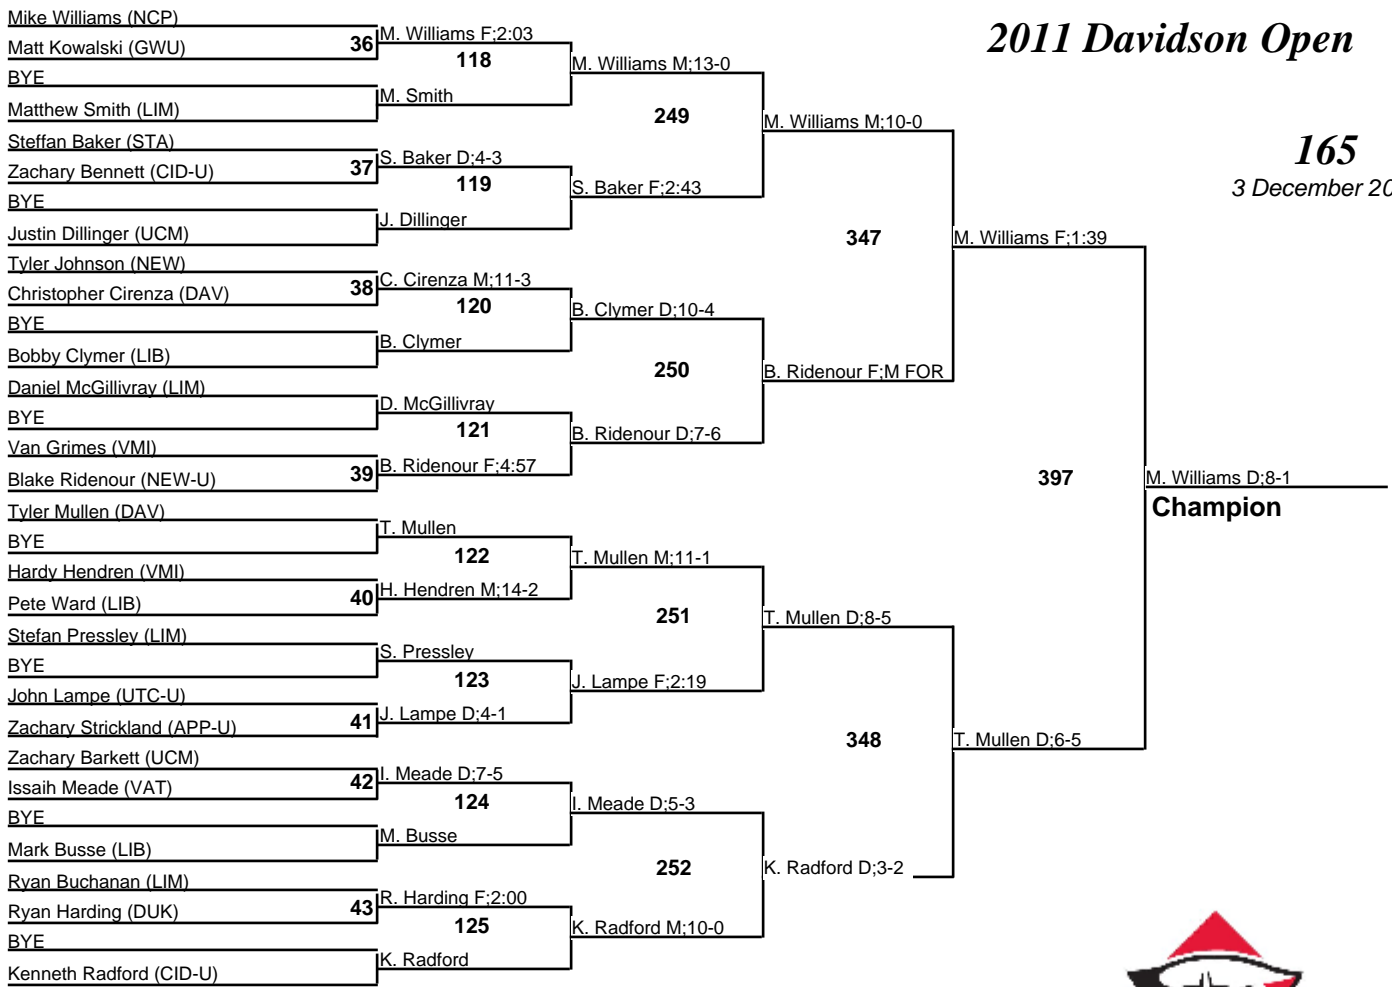 2011 Davidson Open
165
3 December 20
Mike Williams (NCP)
Matt Kowalski (GWU)
BYE
Matthew Smith (LIM)
Steffan Baker (STA)
Zachary Bennett (CID-U)
BYE
Justin Dillinger (UCM)
Tyler Johnson (NEW)
Christopher Cirenza (DAV)
BYE
Bobby Clymer (LIB)
Daniel McGillivray (LIM)
BYE
Van Grimes (VMI)
Blake Ridenour (NEW-U)
Tyler Mullen (DAV)
BYE
Hardy Hendren (VMI)
Pete Ward (LIB)
Stefan Pressley (LIM)
BYE
John Lampe (UTC-U)
Zachary Strickland (APP-U)
Zachary Barkett (UCM)
Issaih Meade (VAT)
BYE
Mark Busse (LIB)
Ryan Buchanan (LIM)
Ryan Harding (DUK)
BYE
Kenneth Radford (CID-U)
36
37
38
39
40
41
42
43
M. Williams F;2:03
118
M. Smith
S. Baker D;4-3
119
J. Dillinger
C. Cirenza M;11-3
120
B. Clymer
D. McGillivray
121
B. Ridenour F;4:57
T. Mullen
122
H. Hendren M;14-2
S. Pressley
123
J. Lampe D;4-1
I. Meade D;7-5
124
M. Busse
R. Harding F;2:00
125
K. Radford
M. Williams M;13-0
249
S. Baker F;2:43
B. Clymer D;10-4
250
B. Ridenour D;7-6
T. Mullen M;11-1
251
J. Lampe F;2:19
I. Meade D;5-3
252
K. Radford M;10-0
M. Williams M;10-0
347
B. Ridenour F;M FOR
T. Mullen D;8-5
348
K. Radford D;3-2
M. Williams F;1:39
397
T. Mullen D;6-5
M. Williams D;8-1
Champion